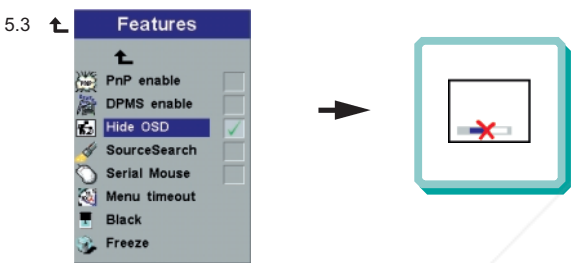 5.3 Features
PnP enable
DPMS enable
Hide OSD
SourceSearch
Serial Mouse
Menu timeout
Black
Freeze